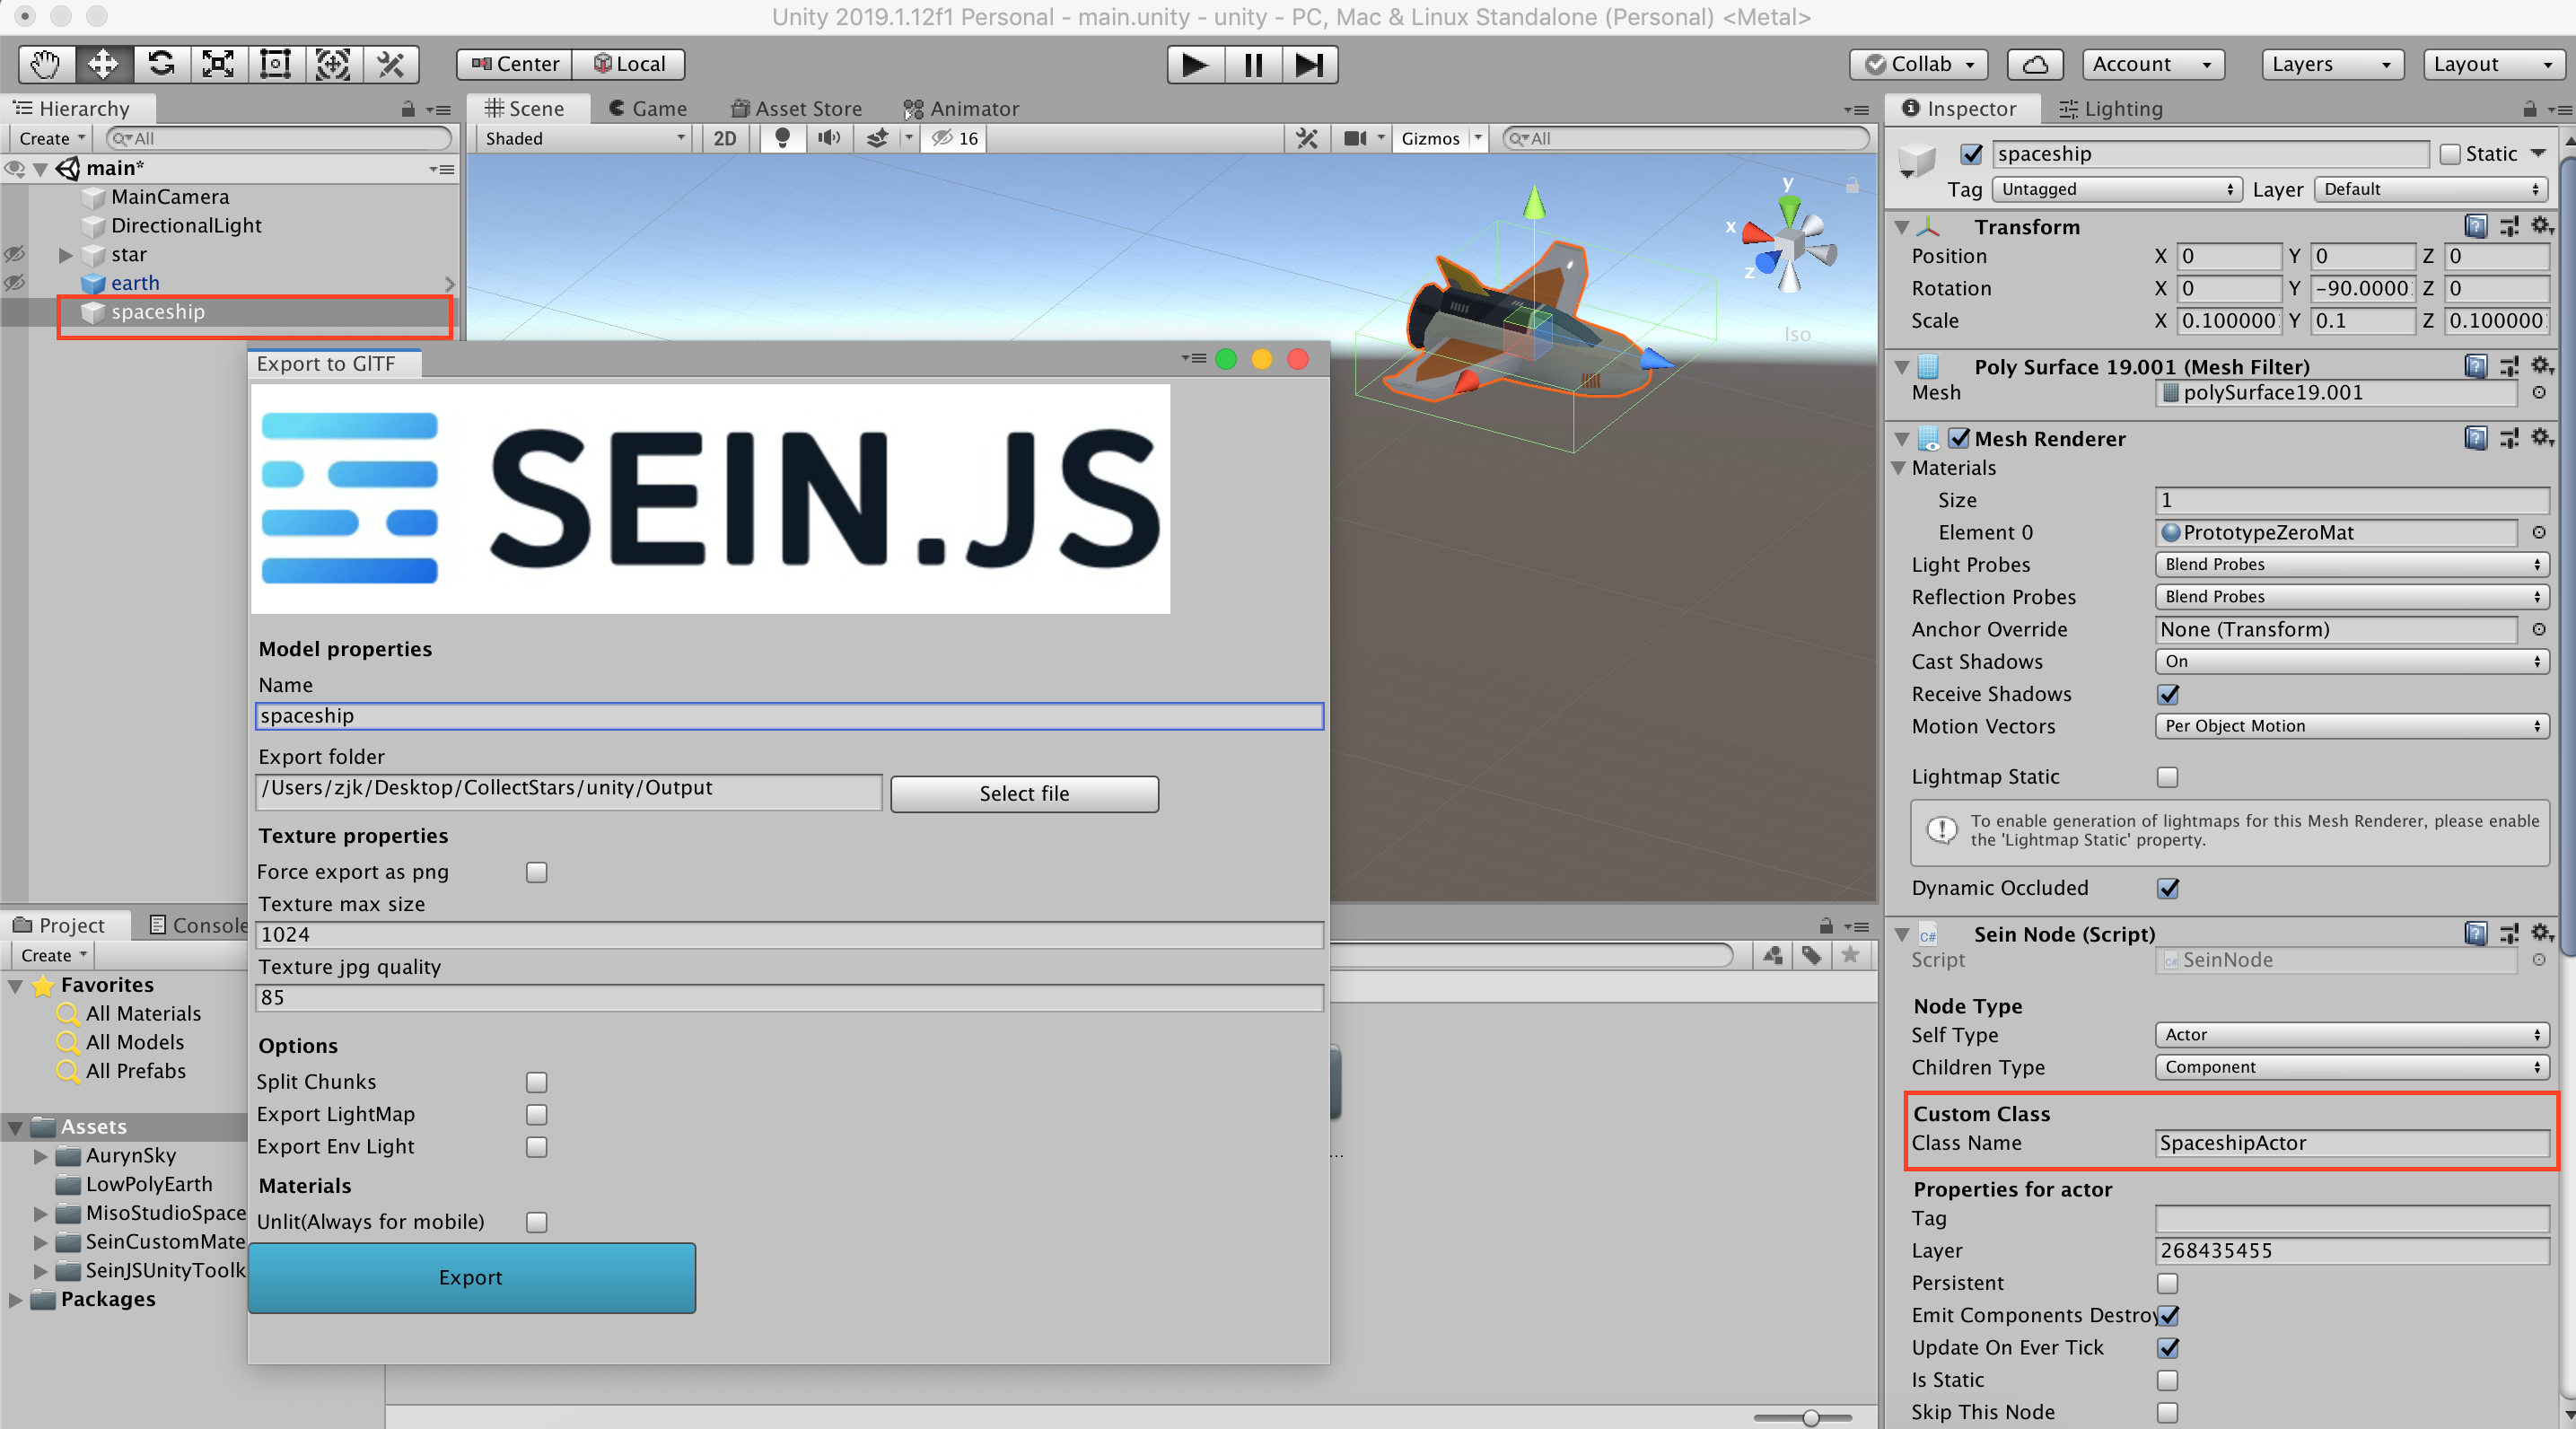 Unity 2019.1.12f1 Personal - main.unity - unity - PC, Mac & Linux Standalone (Personal) <Metal>
Center Local Collab Account Layers Layout
Hierarchy
Create All
main*
MainCamera
DirectionalLight
star
earth
spaceship
Scene Game Asset Store Animator
Shaded 2D 16 Gizmos All
y
x
z
Iso
Export to GlTF
SEIN.JS
Model properties
Name
spaceship
Export folder
/Users/zjk/Desktop/CollectStars/unity/Output Select file
Texture properties
Force export as png
Texture max size
1024
Texture jpg quality
85
Options
Split Chunks
Export LightMap
Export Env Light
Materials
Unlit(Always for mobile)
Export
Project Console
Create
Favorites
All Materials
All Models
All Prefabs
Assets
AurynSky
LowPolyEarth
MisoStudioSpace
SeinCustomMate
SeinJSUnityToolk
Packages
...
Inspector Lighting
spaceship Static
Tag Untagged Layer Default
Transform
Position X 0 Y 0 Z 0
Rotation X 0 Y -90.0000 Z 0
Scale X 0.100000 Y 0.1 Z 0.100000
Poly Surface 19.001 (Mesh Filter)
Mesh polySurface19.001
Mesh Renderer
Materials
Size 1
Element 0 PrototypeZeroMat
Light Probes Blend Probes
Reflection Probes Blend Probes
Anchor Override None (Transform)
Cast Shadows On
Receive Shadows
Motion Vectors Per Object Motion
Lightmap Static
To enable generation of lightmaps for this Mesh Renderer, please enable
the 'Lightmap Static' property.
Dynamic Occluded
C# Sein Node (Script)
Script SeinNode
Node Type
Self Type Actor
Children Type Component
Custom Class
Class Name SpaceshipActor
Properties for actor
Tag
Layer 268435455
Persistent
Emit Components Destroy
Update On Ever Tick
Is Static
Skip This Node